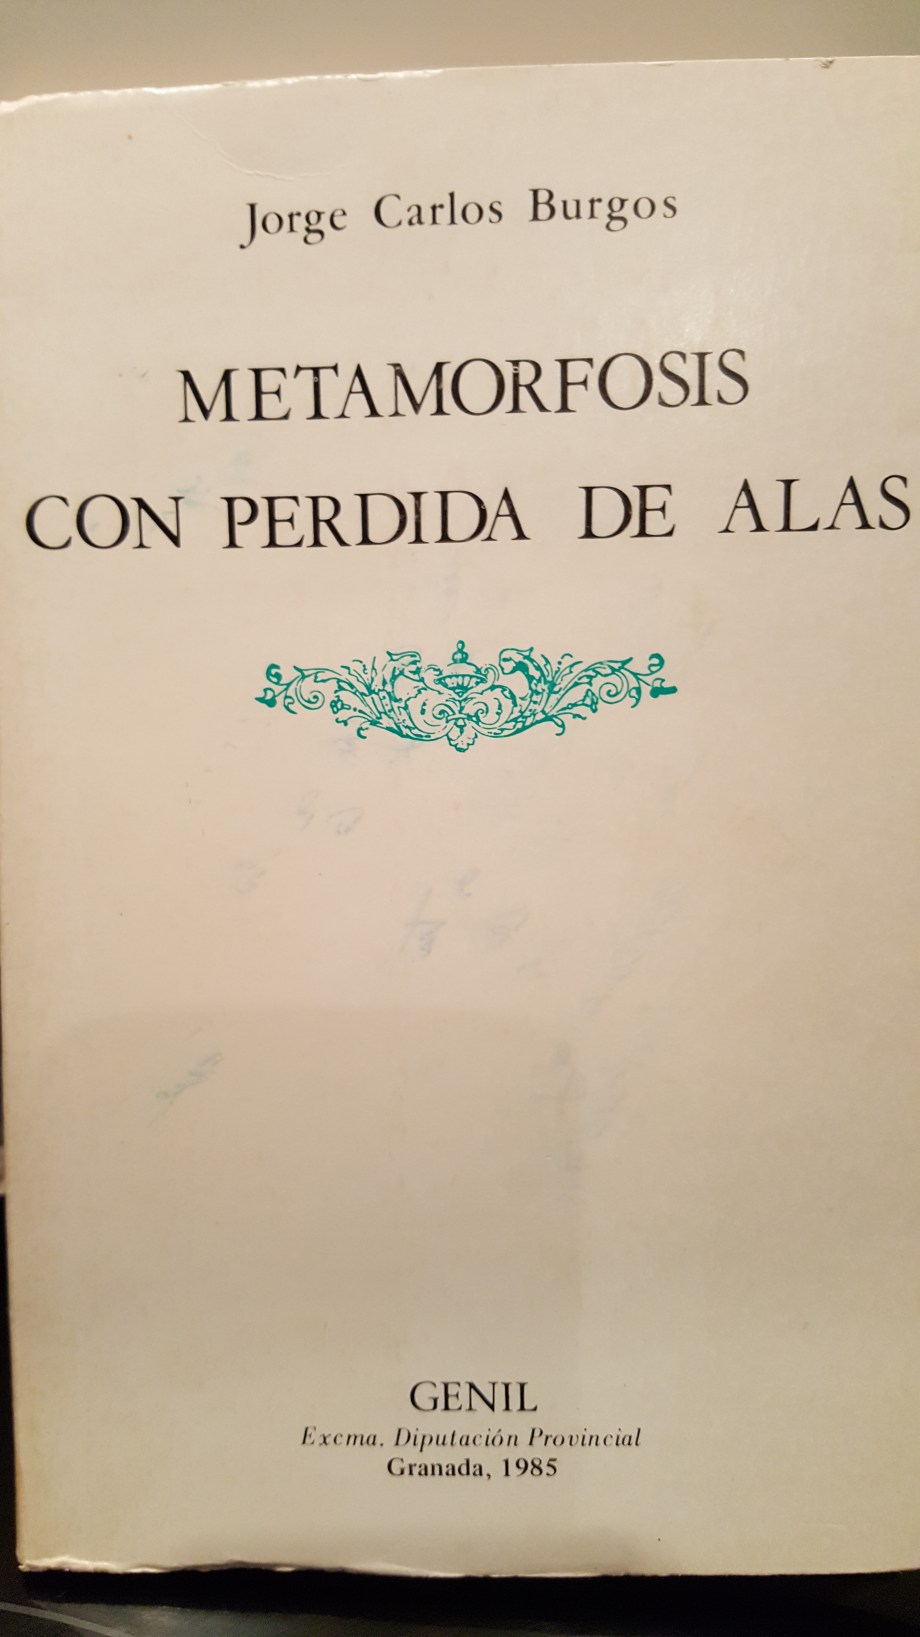 Jorge Carlos Burgos
METAMORFOSIS
CON PERDIDA DE ALAS
GENIL
Excma. Diputación Provincial
Granada, 1985